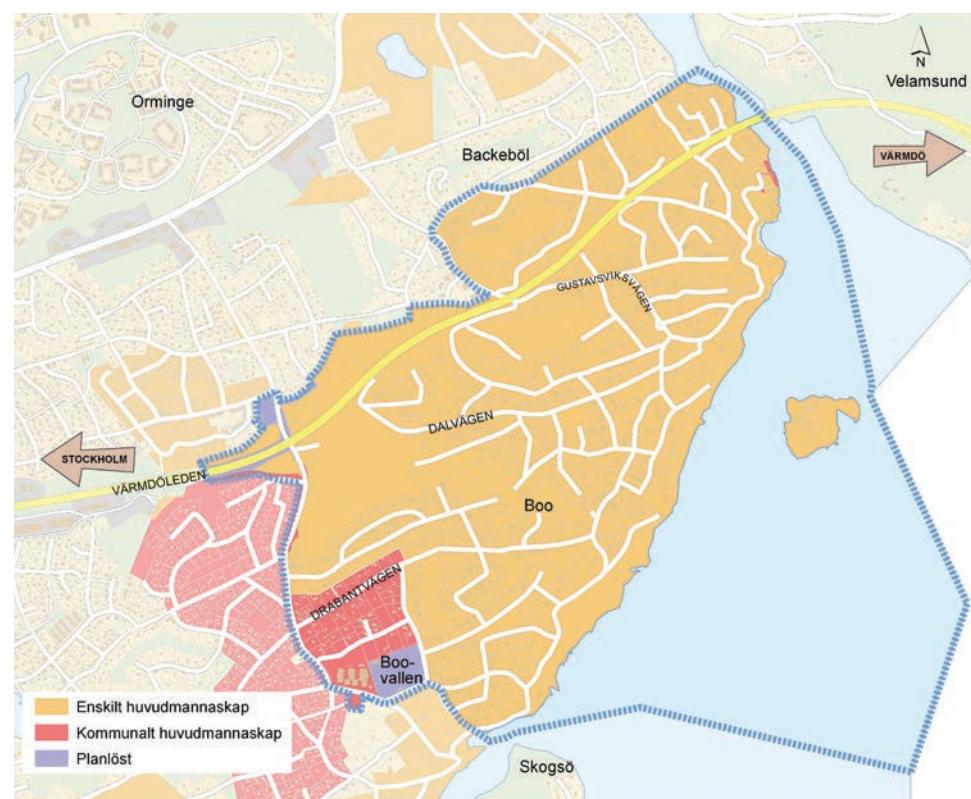 N
Velamsund
Orminge
Backeböl
VÄRMDÖ
GUSTAVSVIKSVÄGEN
DALVÄGEN
STOCKHOLM
VÄRMDÖLEDEN
Boo
DRABANTVÄGEN
Boo-
vallen
Enskilt huvudmannaskap
Kommunalt huvudmannaskap
Planlöst
Skogsö